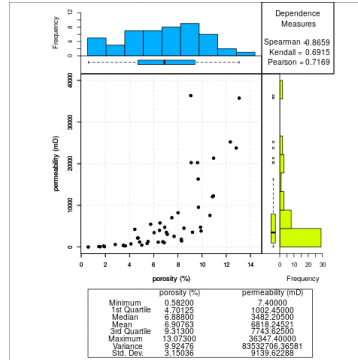 Dependence
Measures
Spearman = 0.8659
Kendall = 0.6915
Pearson = 0.7169
Frequency
0 4 8 12
permeability (mD)
0 10000 20000 30000 40000
0 2 4 6 8 10 12 14
porosity (%)
0 10 20 30
Frequency
porosity (%) permeability (mD)
Minimum 0.58200 7.40000
1st Quartile 4.70125 1002.45000
Median 6.88800 3482.20500
Mean 6.90763 6818.24521
3rd Quartile 9.31300 7743.62500
Maximum 13.07300 36347.40000
Variance 9.92476 83532706.36581
Std. Dev. 3.15036 9139.62288